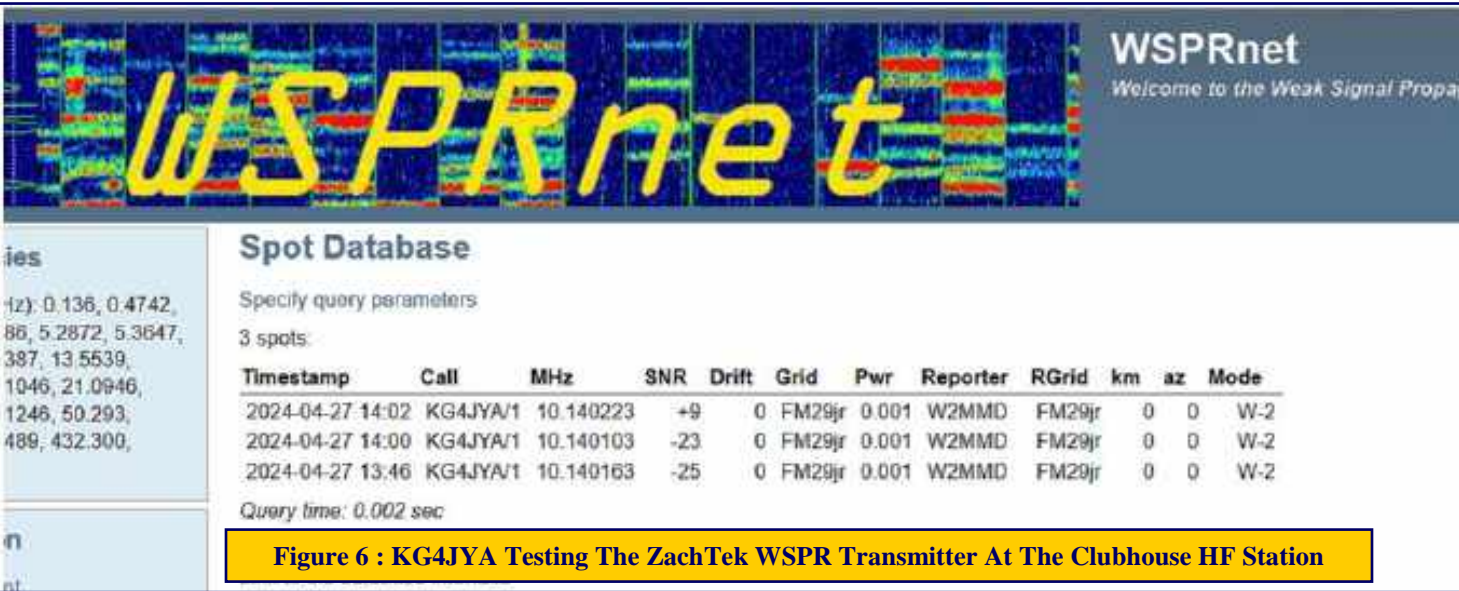 WSPRnet
WSPRnet
Welcome to the Weak Signal Propa
ies
Hz): 0.136, 0.4742,
86, 5.2872, 5.3647,
387, 13.5539,
1046, 21.0946,
1246, 50.293,
489, 432.300,
Spot Database
Specify query parameters
3 spots:
Timestamp Call MHz SNR Drift Grid Pwr Reporter RGrid km az Mode
2024-04-27 14:02 KG4JYA/1 10.140223 +9 0 FM29jr 0.001 W2MMD FM29jr 0 0 W-2
2024-04-27 14:00 KG4JYA/1 10.140103 -23 0 FM29jr 0.001 W2MMD FM29jr 0 0 W-2
2024-04-27 13:46 KG4JYA/1 10.140163 -25 0 FM29jr 0.001 W2MMD FM29jr 0 0 W-2
Query time: 0.002 sec
n
Figure 6 : KG4JYA Testing The ZachTek WSPR Transmitter At The Clubhouse HF Station